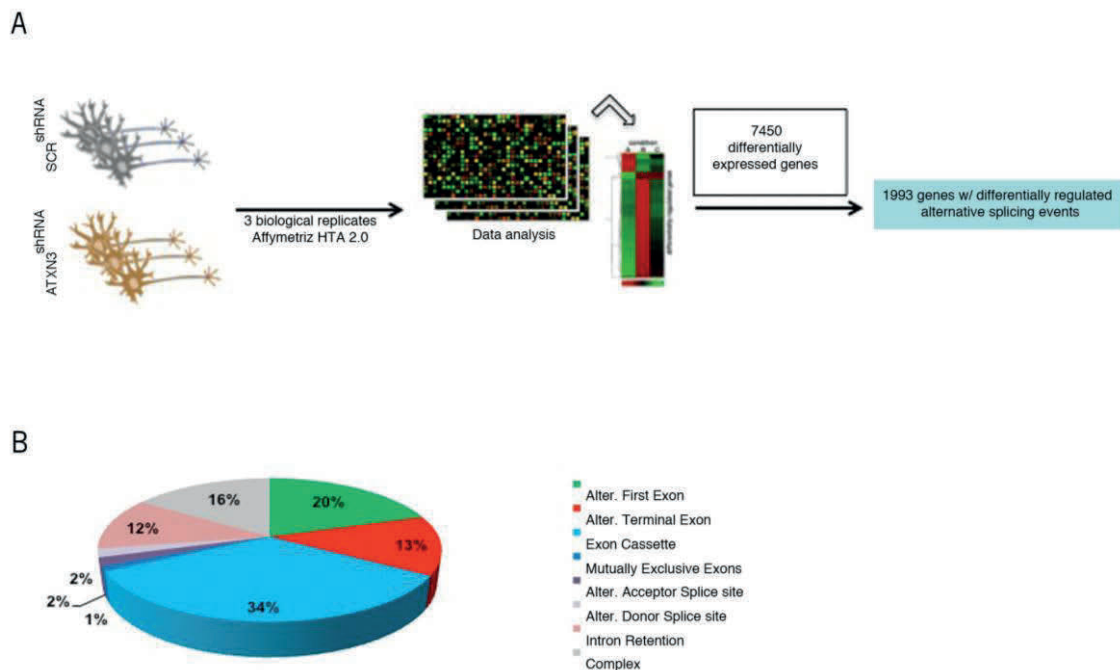 A
shRNA
SCR
shRNA
ATXN3
3 biological replicates
Affymetriz HTA 2.0
Data analysis
condition
A B C
7450
differentially
expressed genes
1993 genes w/ differentially regulated
alternative splicing events
B
16%
20%
12%
13%
2%
2%
1%
34%
Alter. First Exon
Alter. Terminal Exon
Exon Cassette
Mutually Exclusive Exons
Alter. Acceptor Splice site
Alter. Donor Splice site
Intron Retention
Complex